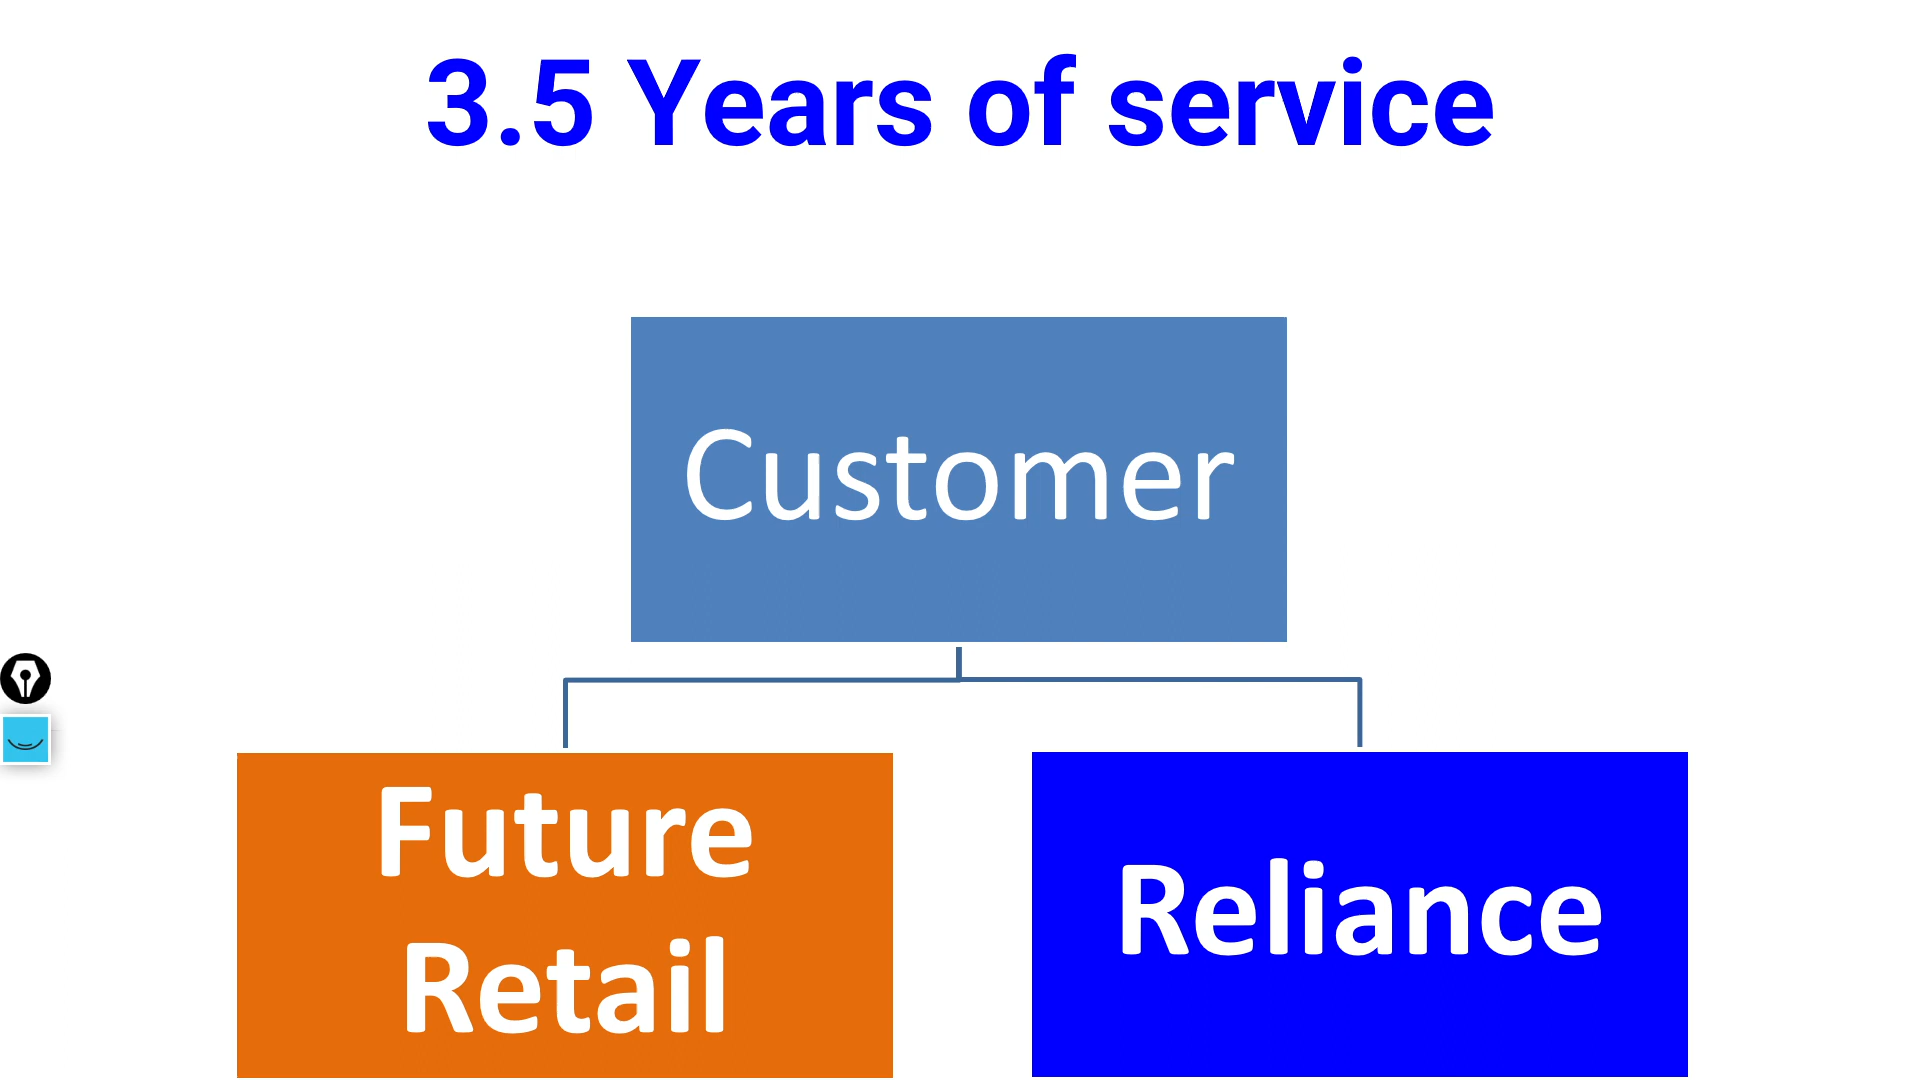 3.5 Years of service
Customer
Future
Retail
Reliance